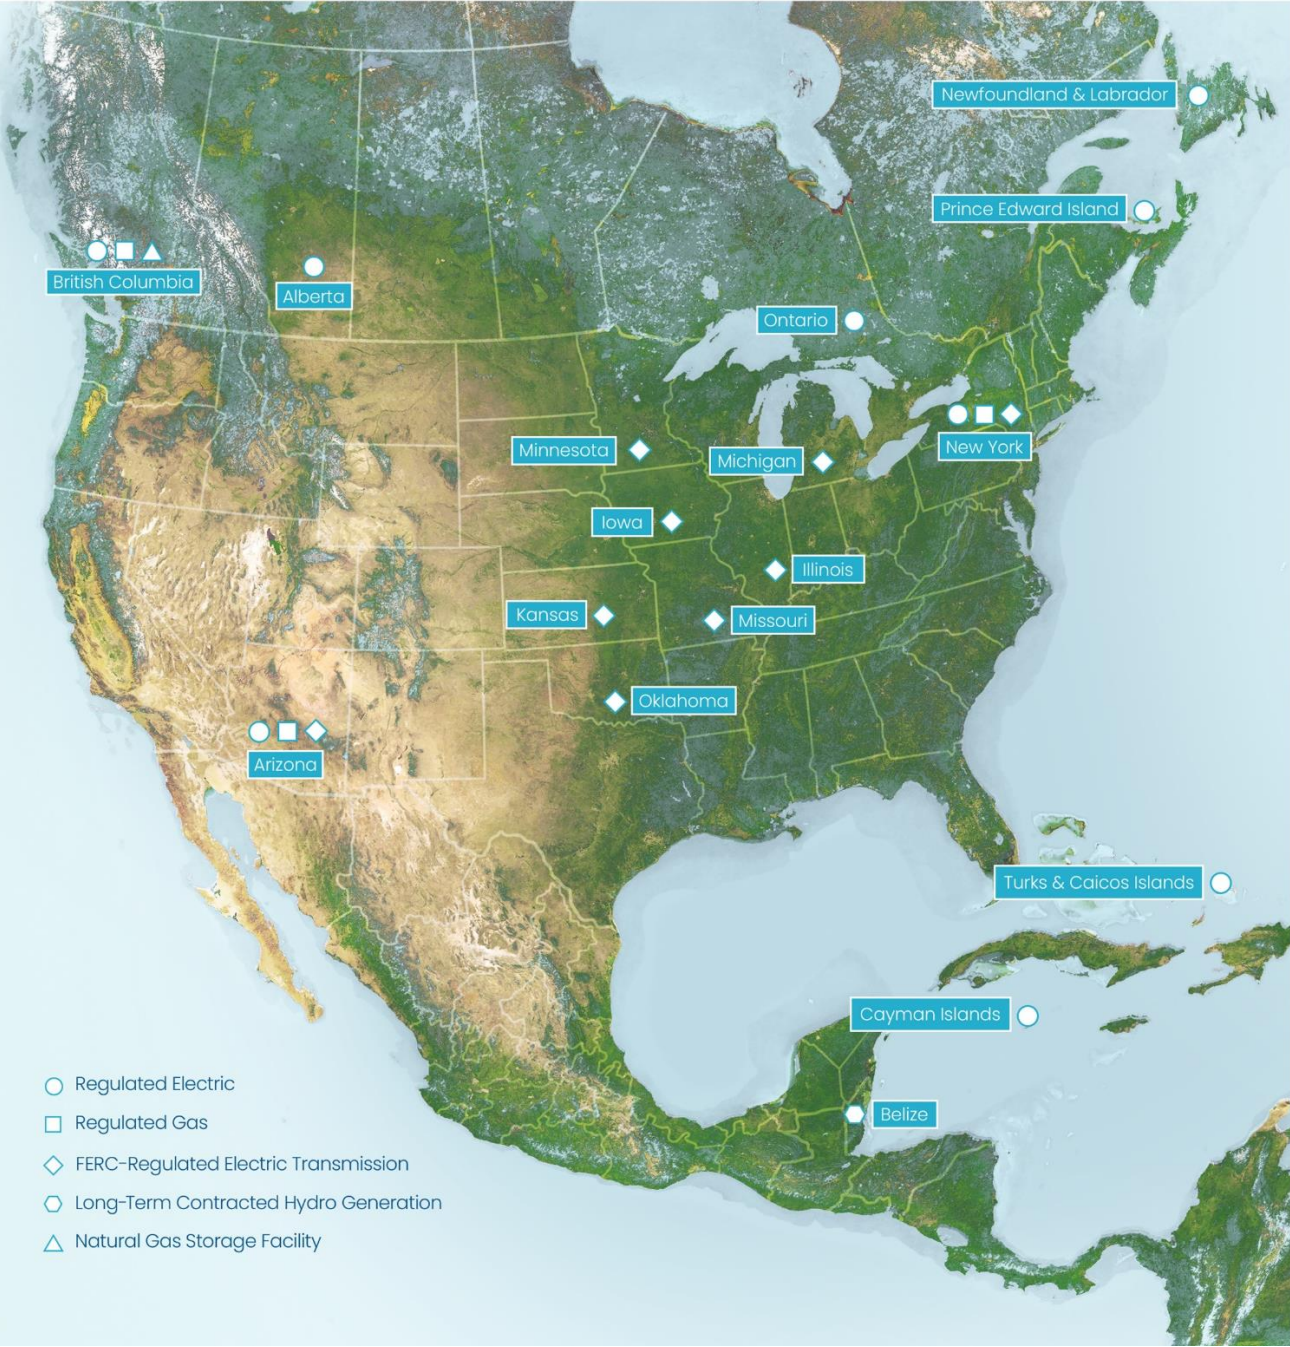 Newfoundland & Labrador
Prince Edward Island
British Columbia
Alberta
Ontario
New York
Minnesota
Michigan
Iowa
Illinois
Kansas
Missouri
Oklahoma
Arizona
Turks & Caicos Islands
Cayman Islands
Belize
Regulated Electric
Regulated Gas
FERC-Regulated Electric Transmission
Long-Term Contracted Hydro Generation
Natural Gas Storage Facility